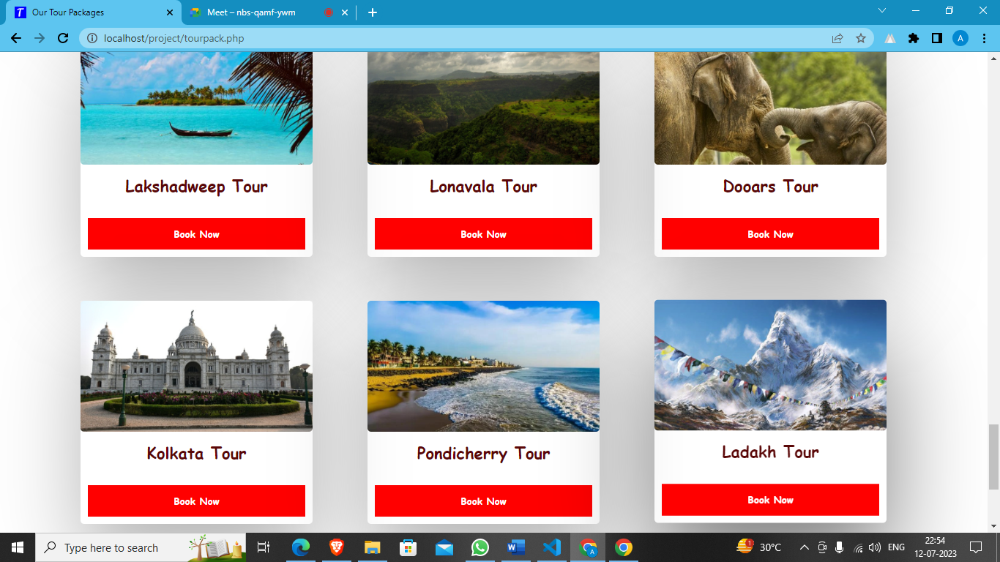 Our Tour Packages
Meet – nbs-qamf-ywm
localhost/project/tourpack.php
A
Lakshadweep Tour
Lonavala Tour
Dooars Tour
Book Now
Book Now
Book Now
Kolkata Tour
Pondicherry Tour
Ladakh Tour
Book Now
Book Now
Book Now
Type here to search
1
30°C
ENG
22:54
12-07-2023